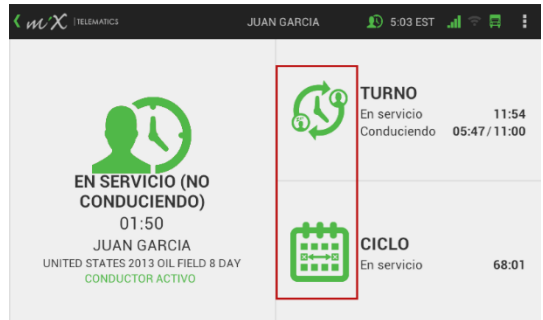 mix TELEMATICS
JUAN GARCIA
5:03 EST
EN SERVICIO (NO
CONDUCIENDO)
01:50
JUAN GARCIA
UNITED STATES 2013 OIL FIELD 8 DAY
CONDUCTOR ACTIVO
TURNO
En servicio 11:54
Conduciendo 05:47/11:00
CICLO
En servicio 68:01